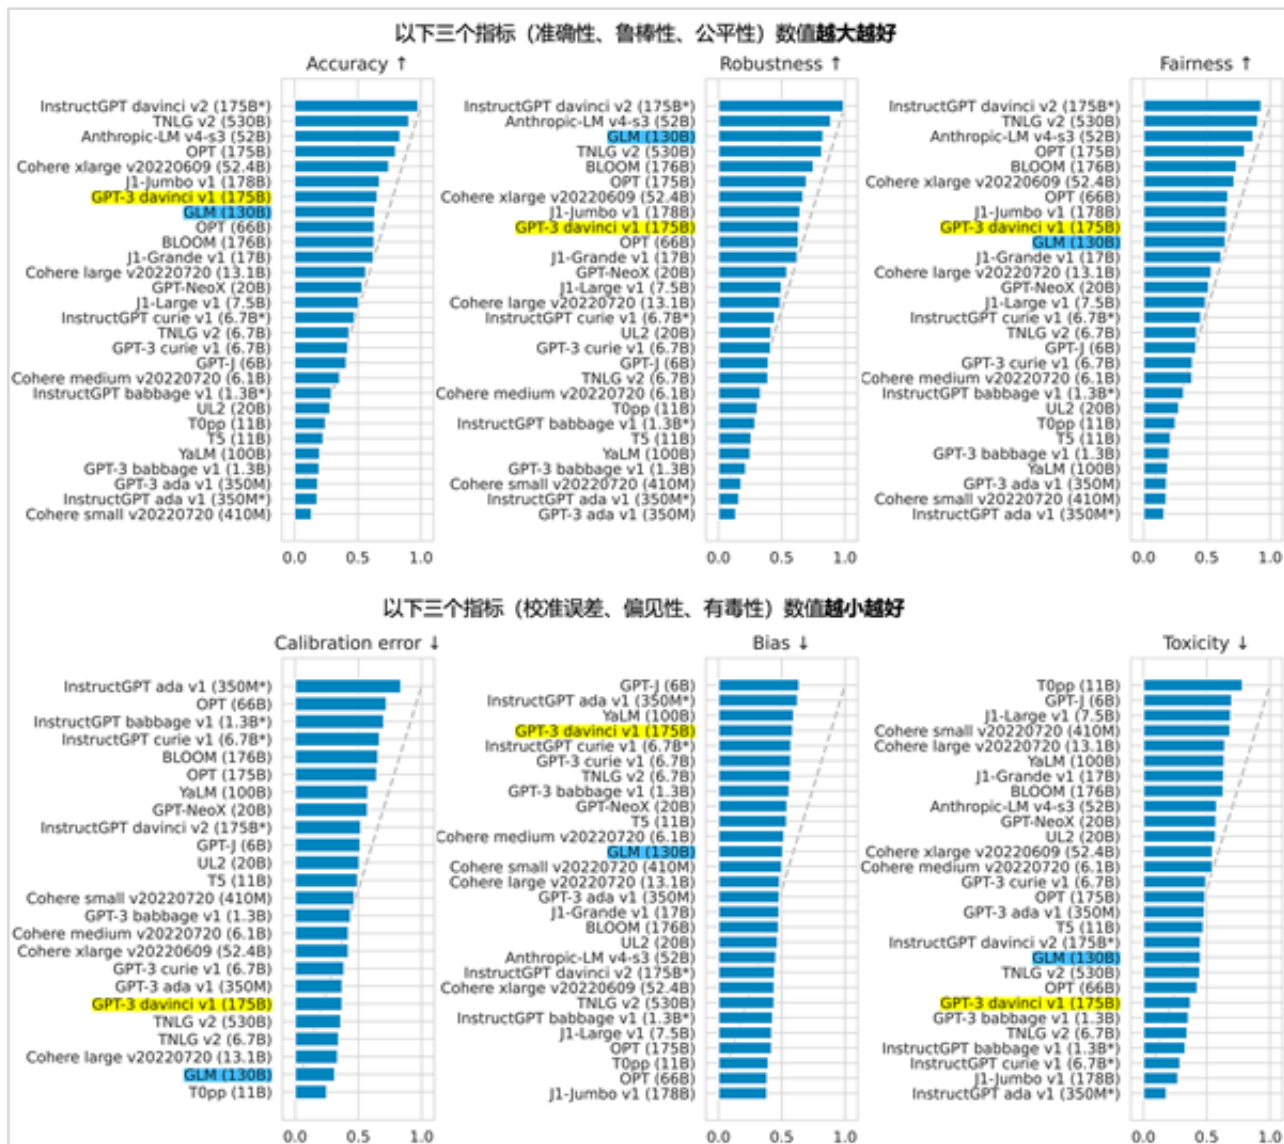 以下三个指标（准确性、鲁棒性、公平性）数值越大越好
Accuracy ↑
InstructGPT davinci v2 (175B*)
TNLG v2 (530B)
Anthropic-LM v4-s3 (52B)
OPT (175B)
Cohere xlarge v20220609 (52.4B)
J1-Jumbo v1 (178B)
GPT-3 davinci v1 (175B)
GLM (130B)
OPT (66B)
BLOOM (176B)
J1-Grande v1 (17B)
Cohere large v20220720 (13.1B)
GPT-NeoX (20B)
J1-Large v1 (7.5B)
InstructGPT curie v1 (6.7B*)
TNLG v2 (6.7B)
GPT-3 curie v1 (6.7B)
GPT-J (6B)
Cohere medium v20220720 (6.1B)
InstructGPT babbage v1 (1.3B*)
UL2 (20B)
T0pp (11B)
T5 (11B)
YaLM (100B)
GPT-3 babbage v1 (1.3B)
GPT-3 ada v1 (350M)
InstructGPT ada v1 (350M*)
Cohere small v20220720 (410M)
0.0 0.5 1.0
Robustness ↑
InstructGPT davinci v2 (175B*)
Anthropic-LM v4-s3 (52B)
GLM (130B)
TNLG v2 (530B)
BLOOM (176B)
OPT (175B)
Cohere xlarge v20220609 (52.4B)
J1-Jumbo v1 (178B)
GPT-3 davinci v1 (175B)
OPT (66B)
J1-Grande v1 (17B)
GPT-NeoX (20B)
J1-Large v1 (7.5B)
Cohere large v20220720 (13.1B)
InstructGPT curie v1 (6.7B*)
UL2 (20B)
GPT-3 curie v1 (6.7B)
GPT-J (6B)
TNLG v2 (6.7B)
Cohere medium v20220720 (6.1B)
T0pp (11B)
InstructGPT babbage v1 (1.3B*)
T5 (11B)
YaLM (100B)
GPT-3 babbage v1 (1.3B)
Cohere small v20220720 (410M)
InstructGPT ada v1 (350M*)
GPT-3 ada v1 (350M)
0.0 0.5 1.0
Fairness ↑
InstructGPT davinci v2 (175B*)
TNLG v2 (530B)
Anthropic-LM v4-s3 (52B)
OPT (175B)
BLOOM (176B)
Cohere xlarge v20220609 (52.4B)
OPT (66B)
J1-Jumbo v1 (178B)
GPT-3 davinci v1 (175B)
GLM (130B)
J1-Grande v1 (17B)
Cohere large v20220720 (13.1B)
GPT-NeoX (20B)
J1-Large v1 (7.5B)
InstructGPT curie v1 (6.7B*)
TNLG v2 (6.7B)
GPT-J (6B)
GPT-3 curie v1 (6.7B)
Cohere medium v20220720 (6.1B)
InstructGPT babbage v1 (1.3B*)
UL2 (20B)
T0pp (11B)
T5 (11B)
GPT-3 babbage v1 (1.3B)
YaLM (100B)
GPT-3 ada v1 (350M)
Cohere small v20220720 (410M)
InstructGPT ada v1 (350M*)
0.0 0.5 1.0
以下三个指标（校准误差、偏见性、有毒性）数值越小越好
Calibration error ↓
InstructGPT ada v1 (350M*)
OPT (66B)
InstructGPT babbage v1 (1.3B*)
InstructGPT curie v1 (6.7B*)
BLOOM (176B)
OPT (175B)
YaLM (100B)
GPT-NeoX (20B)
InstructGPT davinci v2 (175B*)
GPT-J (6B)
UL2 (20B)
T5 (11B)
Cohere small v20220720 (410M)
GPT-3 babbage v1 (1.3B)
Cohere medium v20220720 (6.1B)
Cohere xlarge v20220609 (52.4B)
GPT-3 curie v1 (6.7B)
GPT-3 ada v1 (350M)
GPT-3 davinci v1 (175B)
TNLG v2 (530B)
TNLG v2 (6.7B)
Cohere large v20220720 (13.1B)
GLM (130B)
T0pp (11B)
0.0 0.5 1.0
Bias ↓
GPT-J (6B)
InstructGPT ada v1 (350M*)
YaLM (100B)
GPT-3 davinci v1 (175B)
InstructGPT curie v1 (6.7B*)
GPT-3 curie v1 (6.7B)
TNLG v2 (6.7B)
GPT-3 babbage v1 (1.3B)
GPT-NeoX (20B)
T5 (11B)
Cohere medium v20220720 (6.1B)
GLM (130B)
Cohere small v20220720 (410M)
Cohere large v20220720 (13.1B)
GPT-3 ada v1 (350M)
J1-Grande v1 (17B)
BLOOM (176B)
UL2 (20B)
Anthropic-LM v4-s3 (52B)
InstructGPT davinci v2 (175B*)
Cohere xlarge v20220609 (52.4B)
TNLG v2 (530B)
InstructGPT babbage v1 (1.3B*)
J1-Large v1 (7.5B)
OPT (175B)
T0pp (11B)
OPT (66B)
J1-Jumbo v1 (178B)
0.0 0.5 1.0
Toxicity ↓
T0pp (11B)
GPT-J (6B)
J1-Large v1 (7.5B)
Cohere small v20220720 (410M)
Cohere large v20220720 (13.1B)
YaLM (100B)
J1-Grande v1 (17B)
BLOOM (176B)
Anthropic-LM v4-s3 (52B)
GPT-NeoX (20B)
UL2 (20B)
Cohere xlarge v20220609 (52.4B)
Cohere medium v20220720 (6.1B)
GPT-3 curie v1 (6.7B)
OPT (175B)
GPT-3 ada v1 (350M)
T5 (11B)
InstructGPT davinci v2 (175B*)
GLM (130B)
TNLG v2 (530B)
OPT (66B)
GPT-3 davinci v1 (175B)
GPT-3 babbage v1 (1.3B)
TNLG v2 (6.7B)
InstructGPT babbage v1 (1.3B*)
InstructGPT curie v1 (6.7B*)
J1-Jumbo v1 (178B)
InstructGPT ada v1 (350M*)
0.0 0.5 1.0